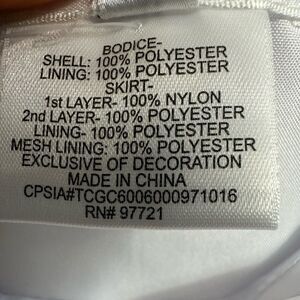 BODICE-
SHELL: 100% POLYESTER
LINING: 100% POLYESTER
SKIRT-
1st LAYER- 100% NYLON
2nd LAYER- 100% POLYESTER
LINING- 100% POLYESTER
MESH LINING: 100% POLYESTER
EXCLUSIVE OF DECORATION
MADE IN CHINA
CPSIA#TCGC6006000971016
RN# 97721